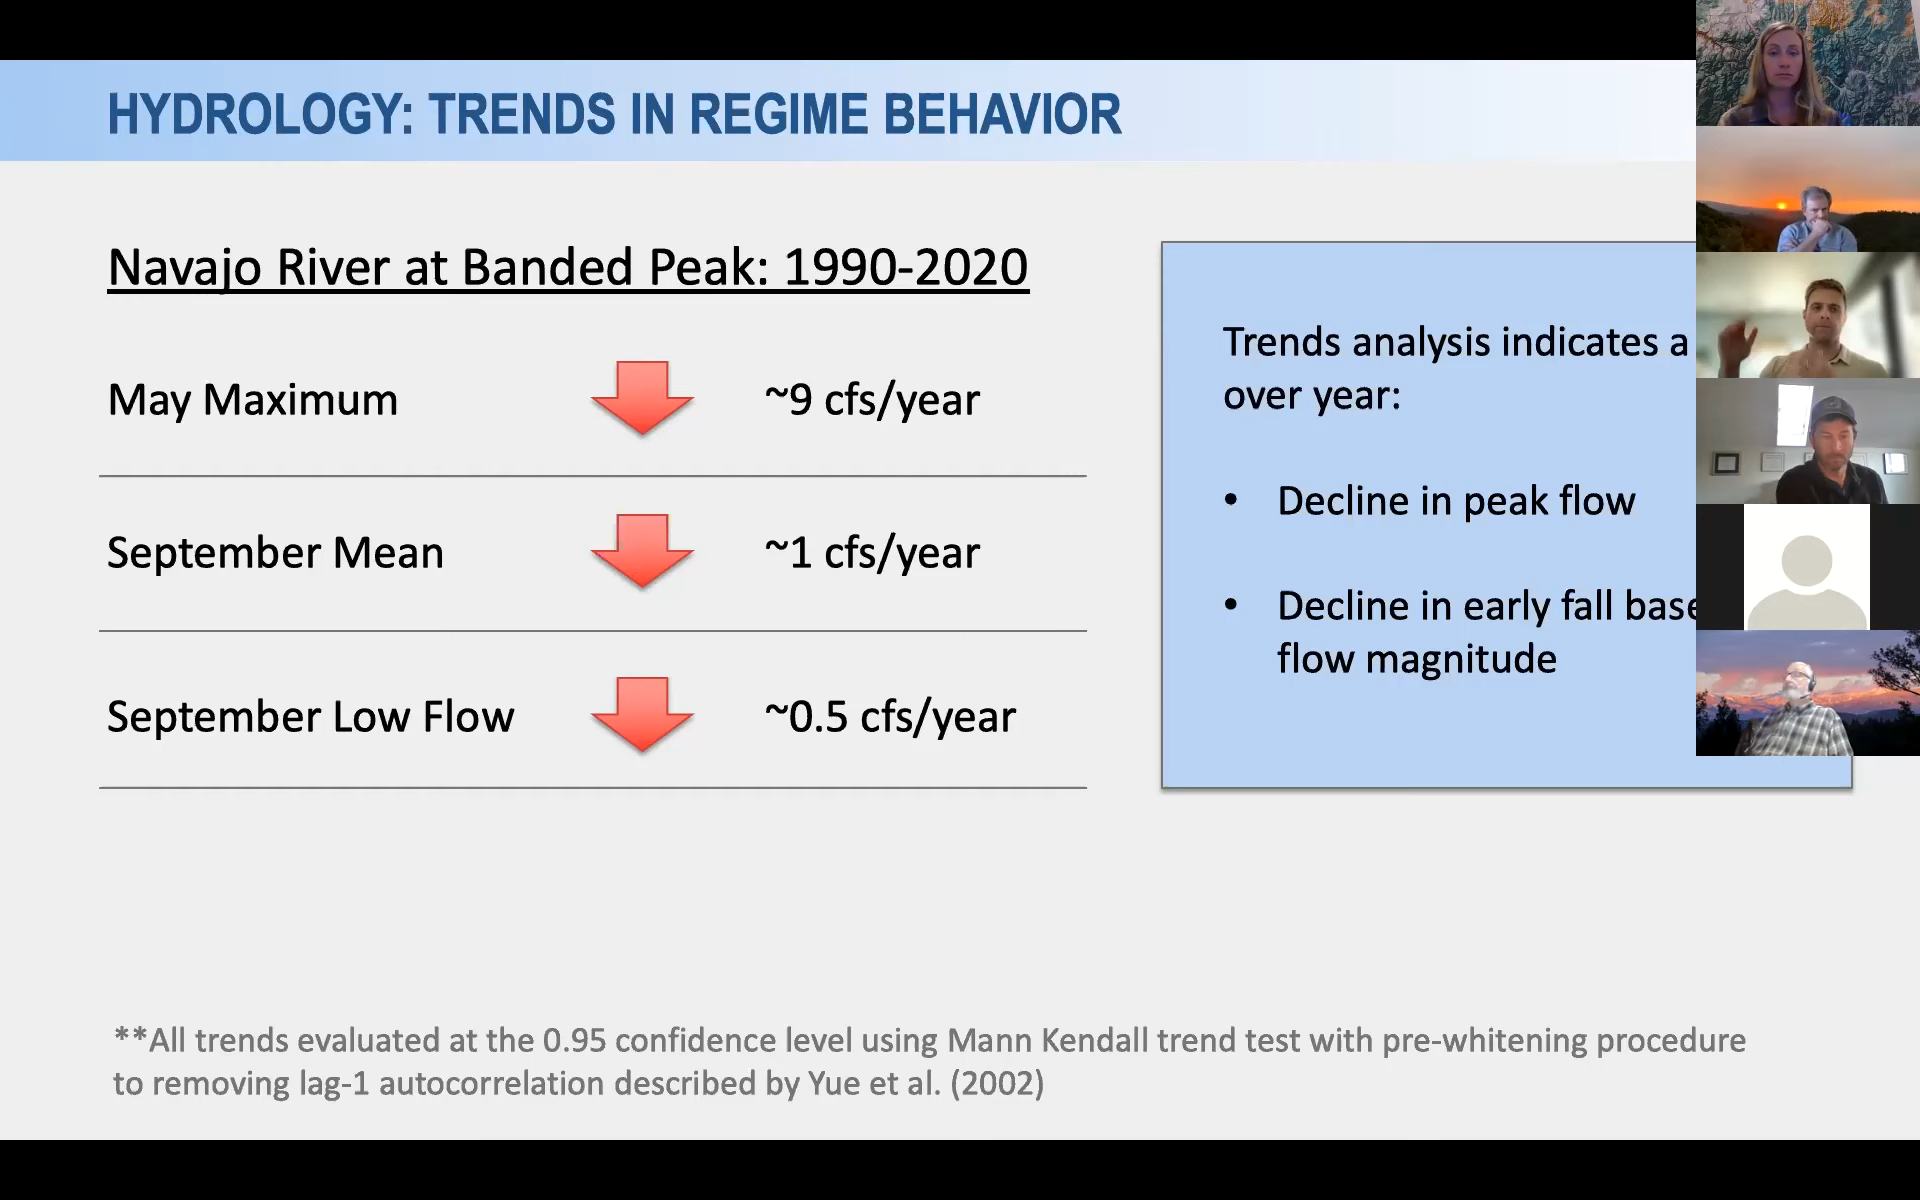 HYDROLOGY: TRENDS IN REGIME BEHAVIOR
Navajo River at Banded Peak: 1990-2020
May Maximum ~9 cfs/year
September Mean ~1 cfs/year
September Low Flow ~0.5 cfs/year
Trends analysis indicates a
over year:
• Decline in peak flow
• Decline in early fall base
flow magnitude
**All trends evaluated at the 0.95 confidence level using Mann Kendall trend test with pre-whitening procedure
to removing lag-1 autocorrelation described by Yue et al. (2002)